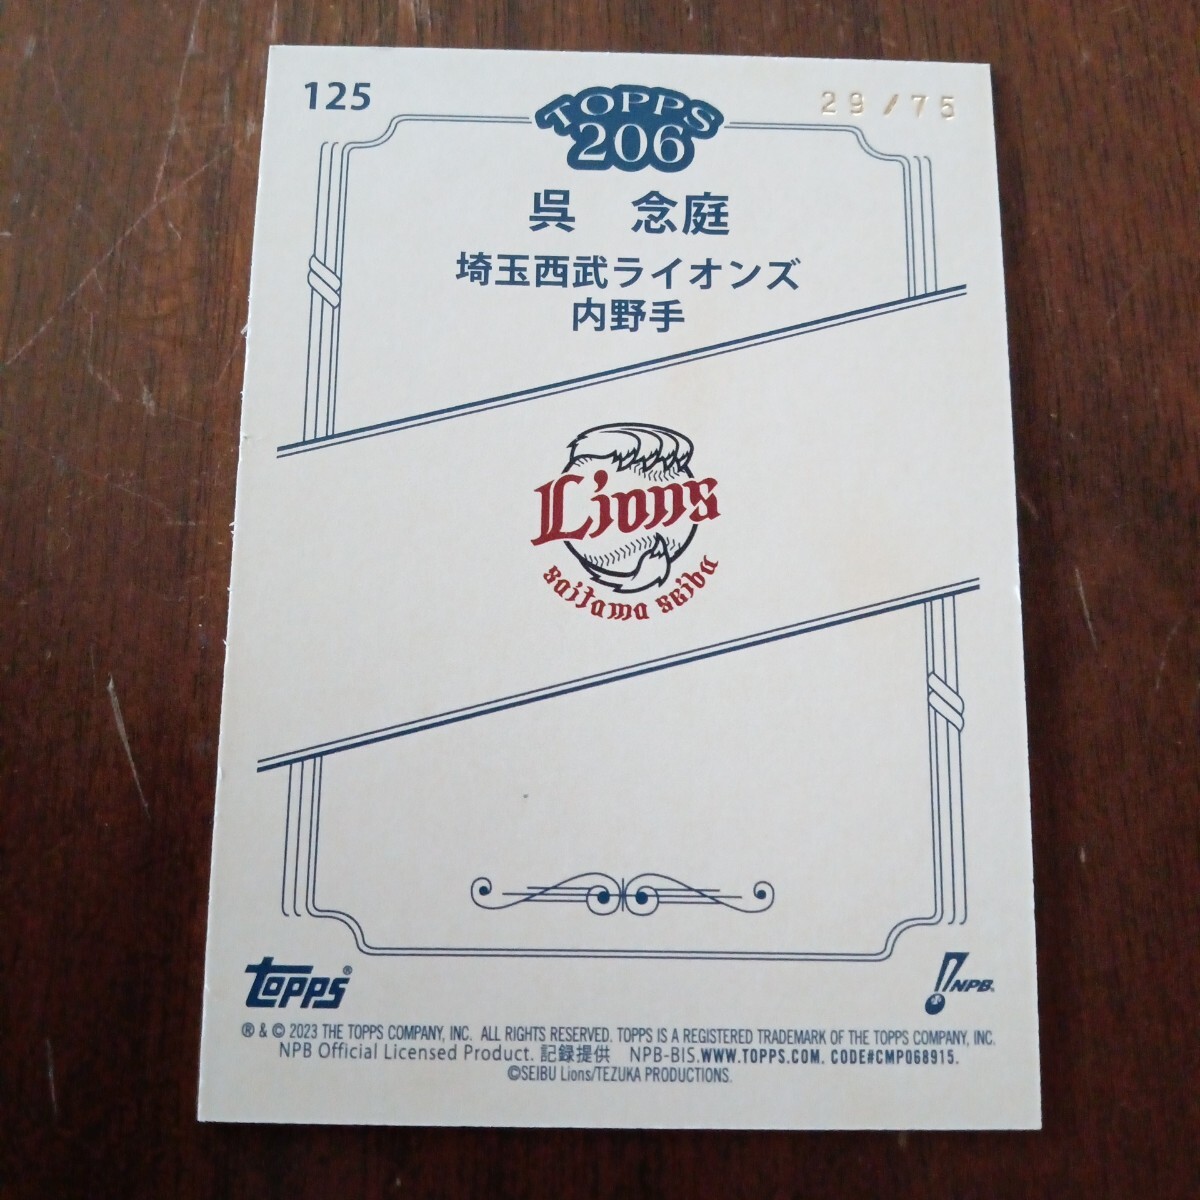 125
29/75
TOPPS
206
呉 念庭
埼玉西武ライオンズ
内野手
Lions
saitama seibu
Topps®
NPB®
® & © 2023 THE TOPPS COMPANY, INC. ALL RIGHTS RESERVED. TOPPS IS A REGISTERED TRADEMARK OF THE TOPPS COMPANY, INC.
NPB Official Licensed Product. 記録提供 NPB-BIS.WWW.TOPPS.COM. CODE#CMP068915.
©SEIBU Lions/TEZUKA PRODUCTIONS.